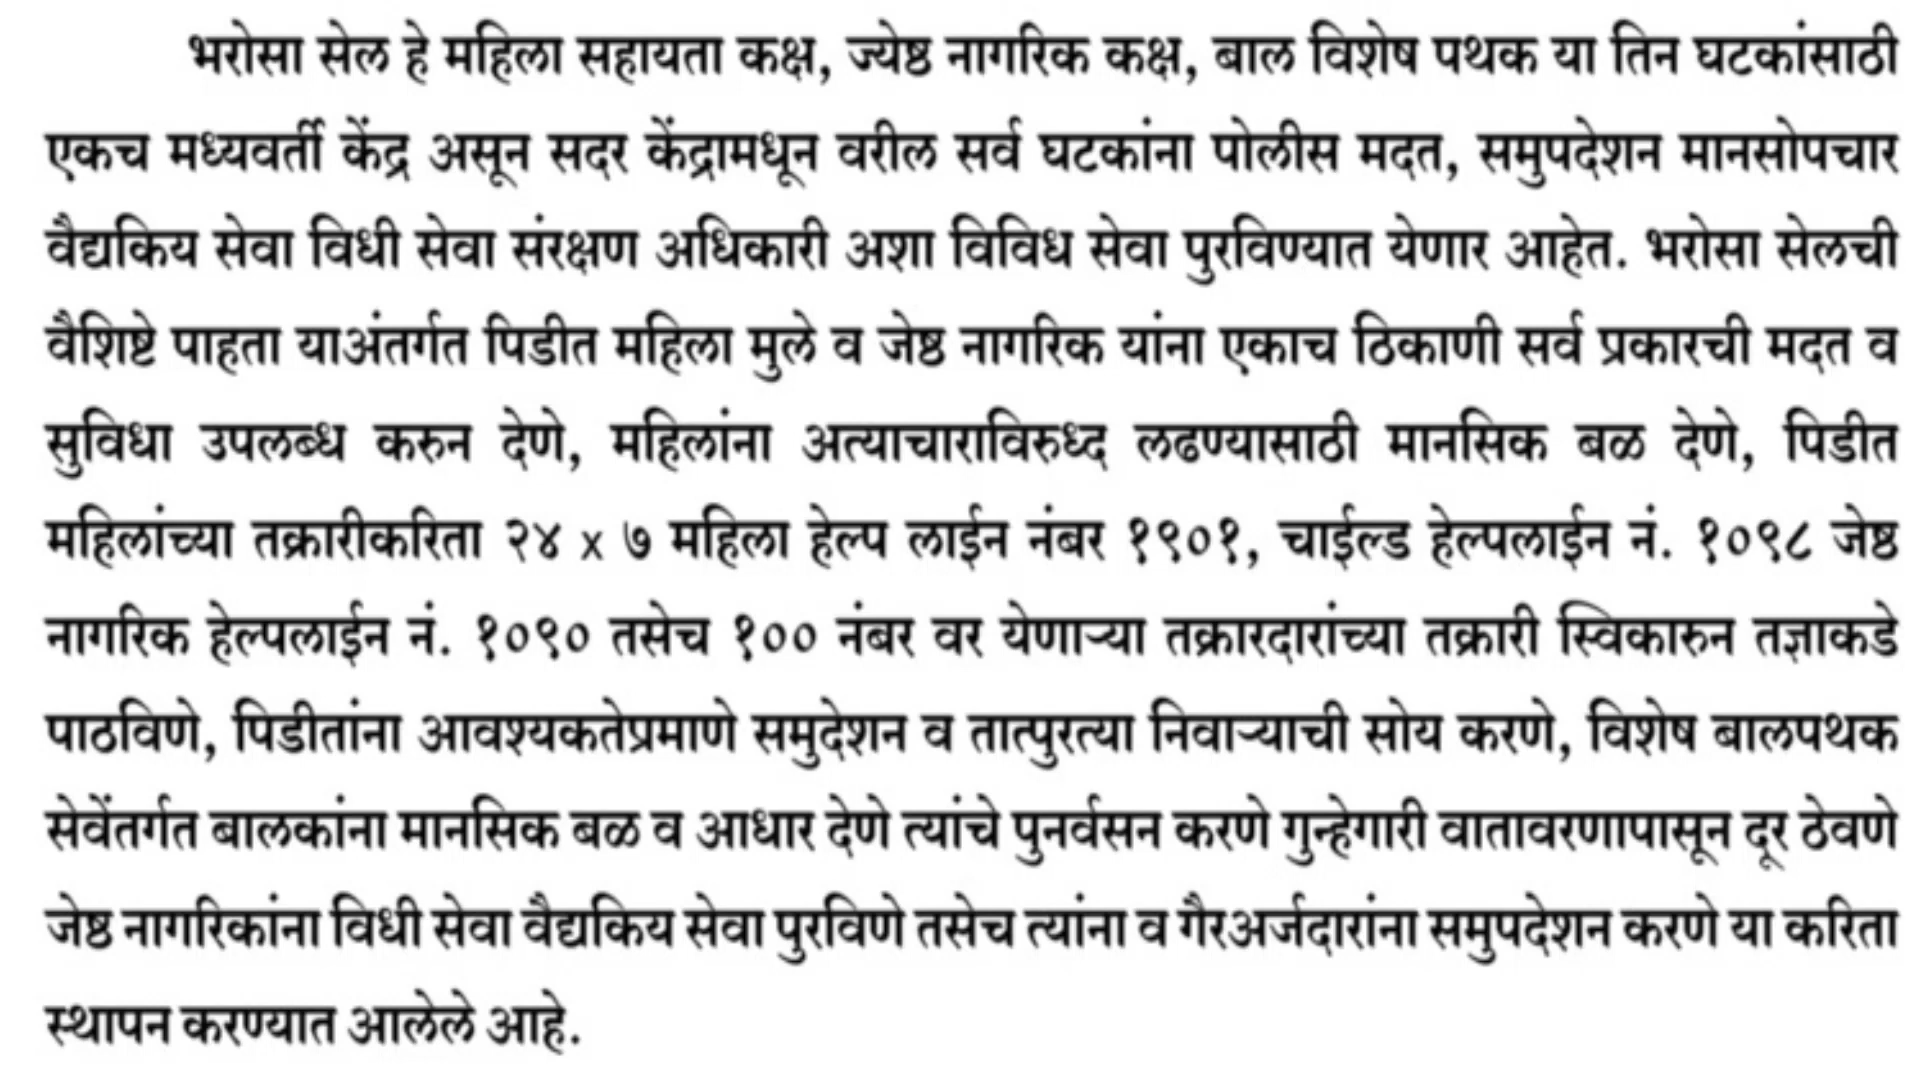 भरोसा सेल हे महिला सहायता कक्ष, ज्येष्ठ नागरिक कक्ष, बाल विशेष पथक या तिन घटकांसाठी
एकच मध्यवर्ती केंद्र असून सदर केंद्रामधून वरील सर्व घटकांना पोलीस मदत, समुपदेशन मानसोपचार
वैद्यकिय सेवा विधी सेवा संरक्षण अधिकारी अशा विविध सेवा पुरविण्यात येणार आहेत. भरोसा सेलची
वैशिष्टे पाहता याअंतर्गत पिडीत महिला मुले व जेष्ठ नागरिक यांना एकाच ठिकाणी सर्व प्रकारची मदत व
सुविधा उपलब्ध करुन देणे, महिलांना अत्याचाराविरुध्द लढण्यासाठी मानसिक बळ देणे, पिडीत
महिलांच्या तक्रारीकरिता २४ x ७ महिला हेल्प लाईन नंबर १९०१, चाईल्ड हेल्पलाईन नं. १०९८ जेष्ठ
नागरिक हेल्पलाईन नं. १०९० तसेच १०० नंबर वर येणाऱ्या तक्रारदारांच्या तक्रारी स्विकारुन तज्ञाकडे
पाठविणे, पिडीतांना आवश्यकतेप्रमाणे समुदेशन व तात्पुरत्या निवाऱ्याची सोय करणे, विशेष बालपथक
सेवेंतर्गत बालकांना मानसिक बळ व आधार देणे त्यांचे पुनर्वसन करणे गुन्हेगारी वातावरणापासून दूर ठेवणे
जेष्ठ नागरिकांना विधी सेवा वैद्यकिय सेवा पुरविणे तसेच त्यांना व गैरअर्जदारांना समुपदेशन करणे या करिता
स्थापन करण्यात आलेले आहे.